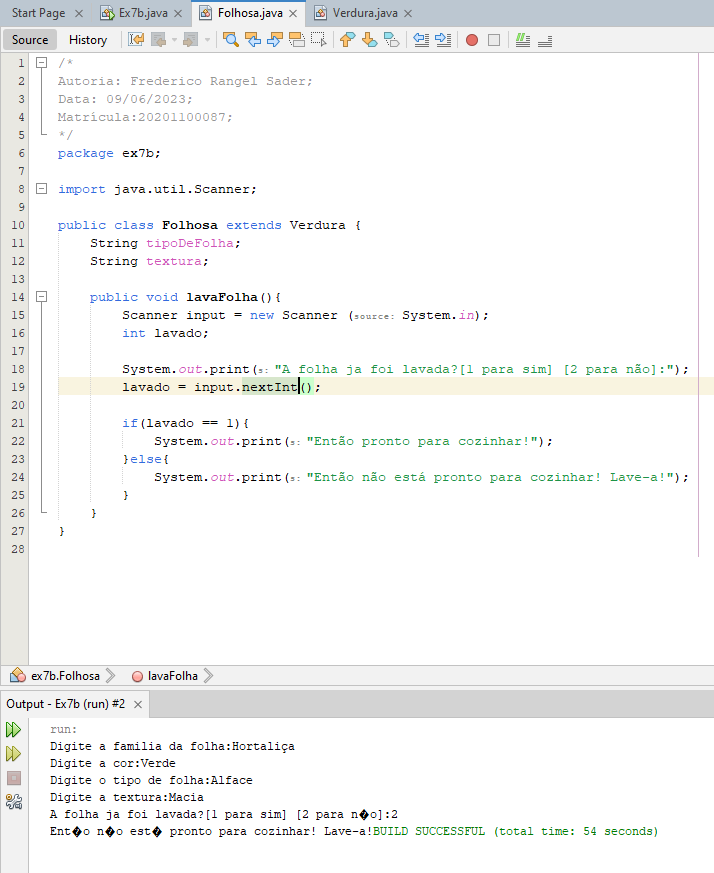 Start Page Ex7b.java Folhosa.java Verdura.java
Source History
1 /*
2 Autoria: Frederico Rangel Sader;
3 Data: 09/06/2023;
4 Matrícula:20201100087;
5 */
6 package ex7b;
7
8 import java.util.Scanner;
9
10 public class Folhosa extends Verdura {
11 String tipoDeFolha;
12 String textura;
13
14 public void lavaFolha(){
15 Scanner input = new Scanner (source: System.in);
16 int lavado;
17
18 System.out.print(s: "A folha ja foi lavada?[1 para sim] [2 para não]:");
19 lavado = input.nextInt();
20
21 if(lavado == 1){
22 System.out.print(s: "Então pronto para cozinhar!");
23 }else{
24 System.out.print(s: "Então não está pronto para cozinhar! Lave-a!");
25 }
26 }
27 }
28
ex7b.Folhosa lavaFolha
Output - Ex7b (run) #2
run:
Digite a familia da folha:Hortaliça
Digite a cor:Verde
Digite o tipo de folha:Alface
Digite a textura:Macia
A folha ja foi lavada?[1 para sim] [2 para n�o]:2
Ent�o n�o est� pronto para cozinhar! Lave-a!BUILD SUCCESSFUL (total time: 54 seconds)